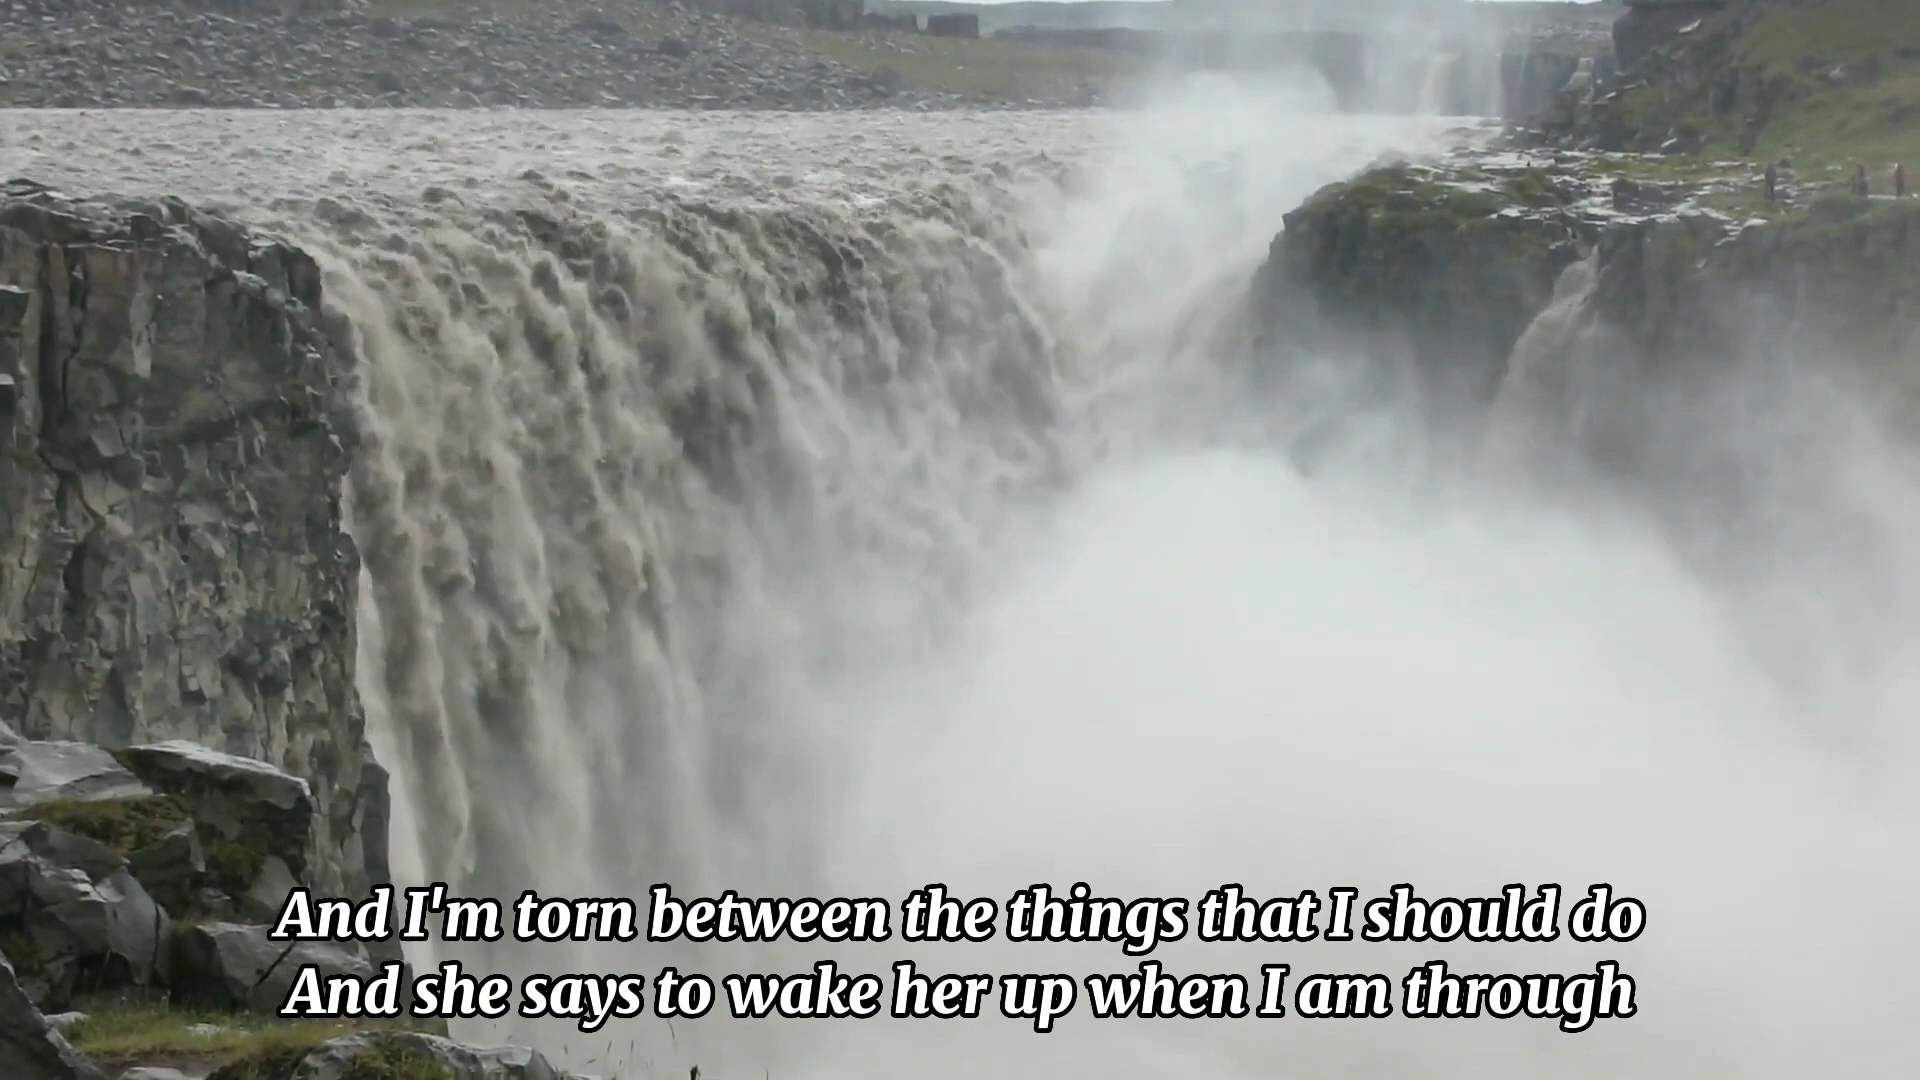 And I'm torn between the things that I should do
And she says to wake her up when I am through